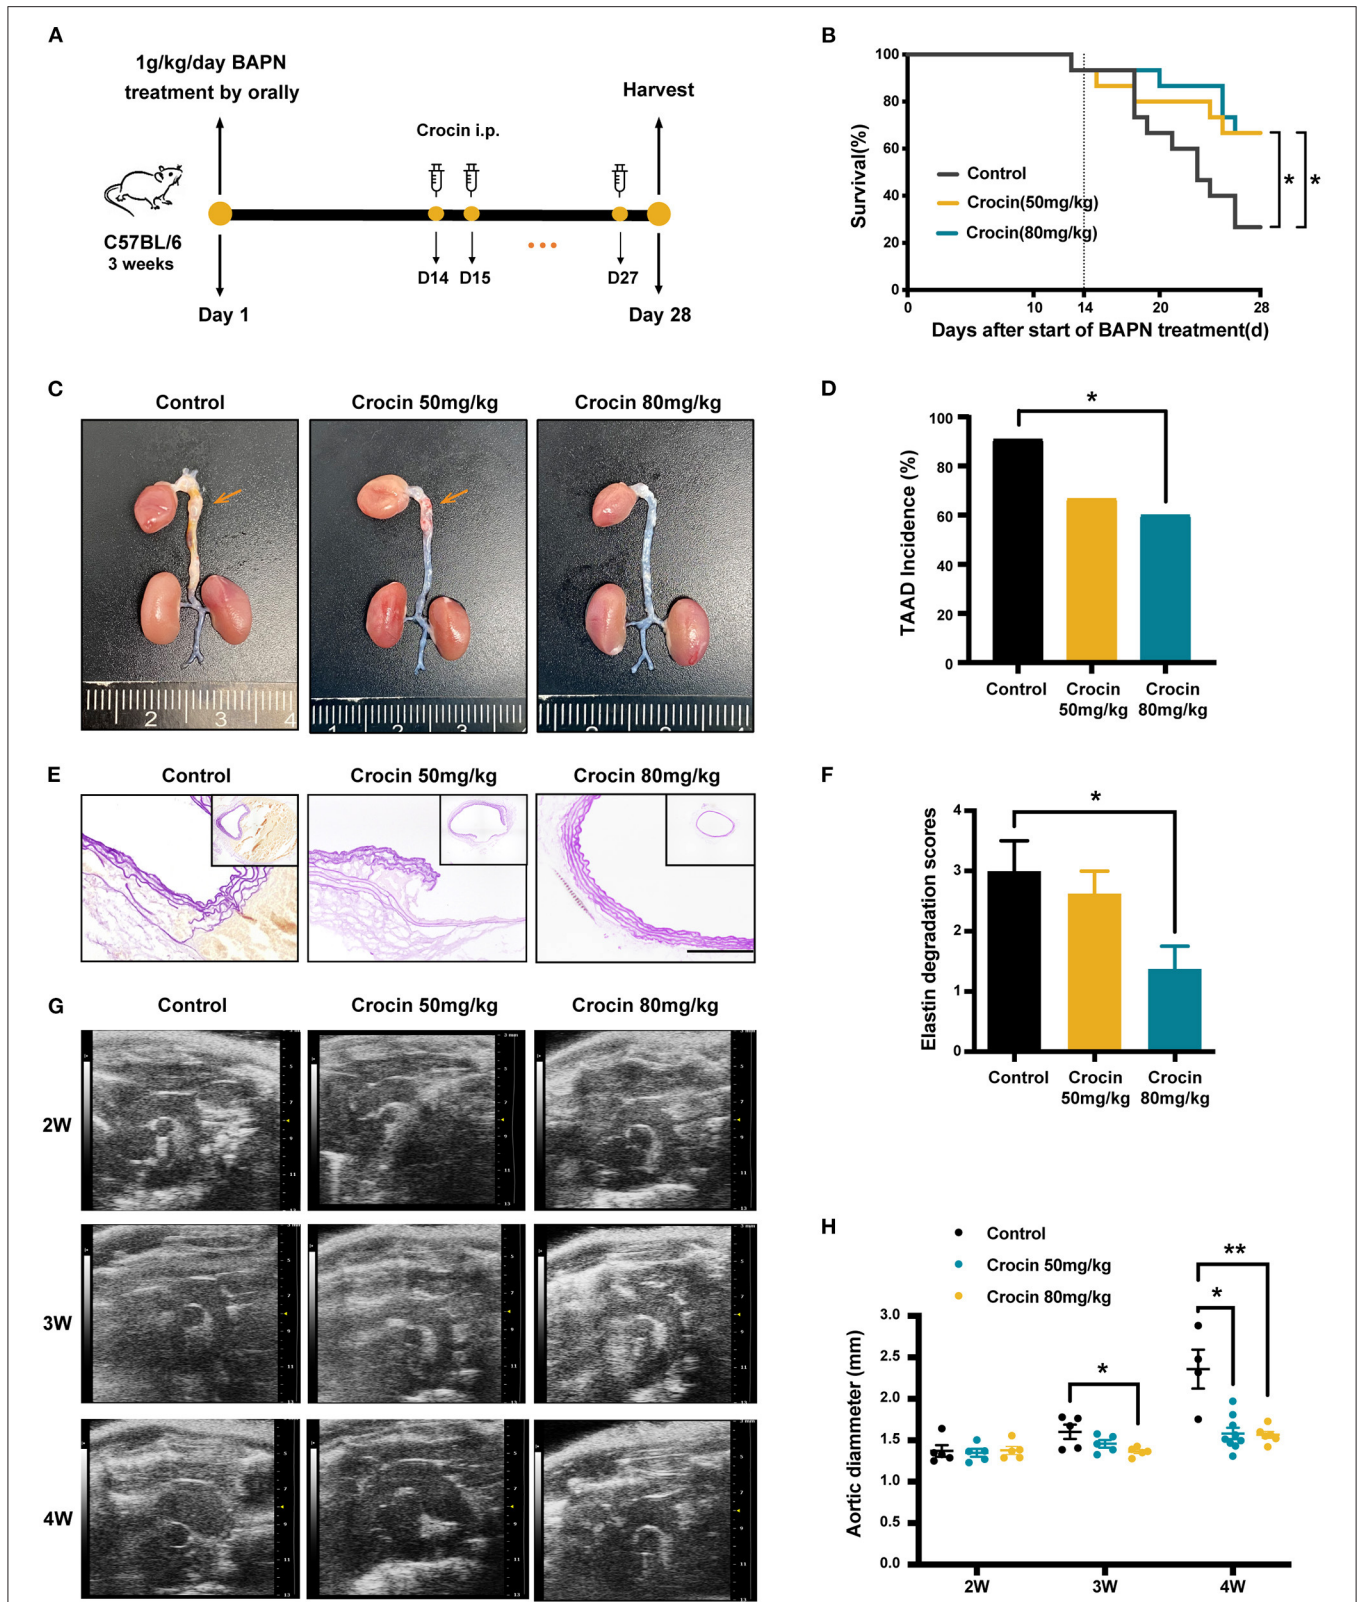 A
1g/kg/day BAPN
treatment by orally
Harvest
Crocin i.p.
C57BL/6
3 weeks
D14
D15
D27
Day 1
Day 28
B
Survival(%)
100
80
60
40
20
0
Control
Crocin(50mg/kg)
Crocin(80mg/kg)
*
*
0
10
14
20
28
Days after start of BAPN treatment(d)
C
Control
Crocin 50mg/kg
Crocin 80mg/kg
2
3
4
1
2
3
D
TAAD Incidence (%)
100
80
60
40
20
0
*
Control
Crocin
50mg/kg
Crocin
80mg/kg
E
Control
Crocin 50mg/kg
Crocin 80mg/kg
F
Elastin degradation scores
4
3
2
1
0
*
Control
Crocin
50mg/kg
Crocin
80mg/kg
G
Control
Crocin 50mg/kg
Crocin 80mg/kg
2W
3W
4W
H
Control
Crocin 50mg/kg
Crocin 80mg/kg
Aortic diammeter (mm)
3.0
2.5
2.0
1.5
1.0
0.5
0.0
*
*
**
2W
3W
4W